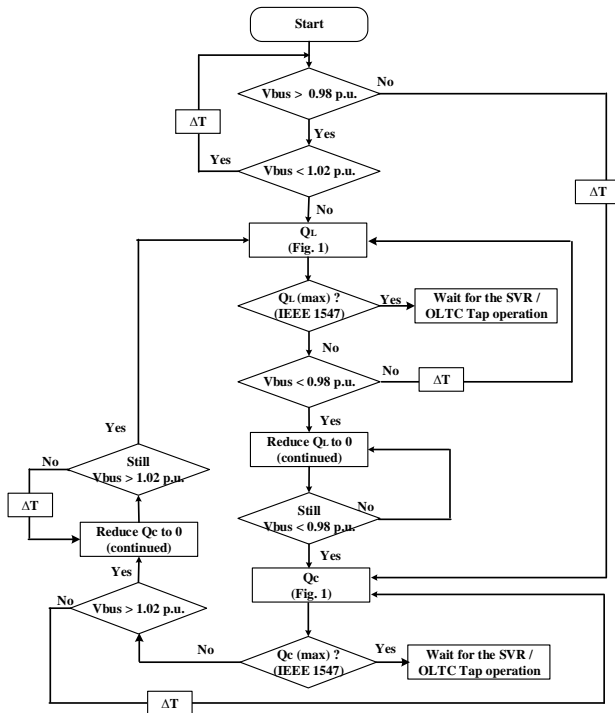 Start
Vbus > 0.98 p.u.
No
ΔT
Yes
Yes
Vbus < 1.02 p.u.
ΔT
No
QL
(Fig. 1)
QL (max) ?
(IEEE 1547)
Yes
Wait for the SVR /
OLTC Tap operation
No
Vbus < 0.98 p.u.
No
ΔT
Yes
Yes
Reduce QL to 0
(continued)
No
Still
Vbus > 1.02 p.u.
Still
Vbus < 0.98 p.u.
No
ΔT
Reduce Qc to 0
(continued)
Yes
Yes
Qc
(Fig. 1)
No
Vbus > 1.02 p.u.
No
Qc (max) ?
(IEEE 1547)
Yes
Wait for the SVR /
OLTC Tap operation
ΔT